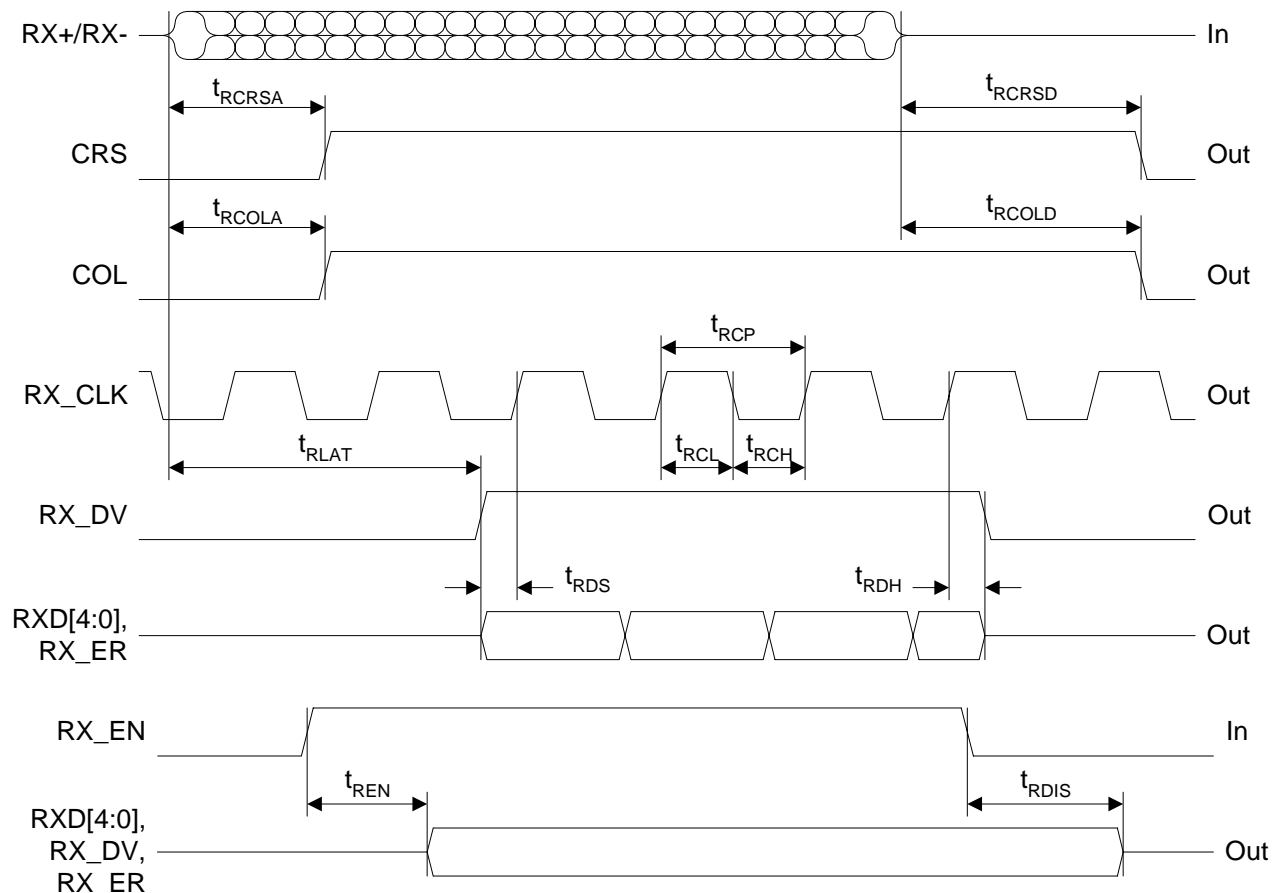 RX+/RX-
In
tRCRSA
tRCRSD
CRS
Out
tRCOLA
tRCOLD
COL
Out
tRCP
RX_CLK
Out
tRLAT
tRCL
tRCH
RX_DV
Out
tRDS
tRDH
RXD[4:0],
RX_ER
Out
RX_EN
In
tREN
tRDIS
RXD[4:0],
RX_DV,
RX_ER
Out